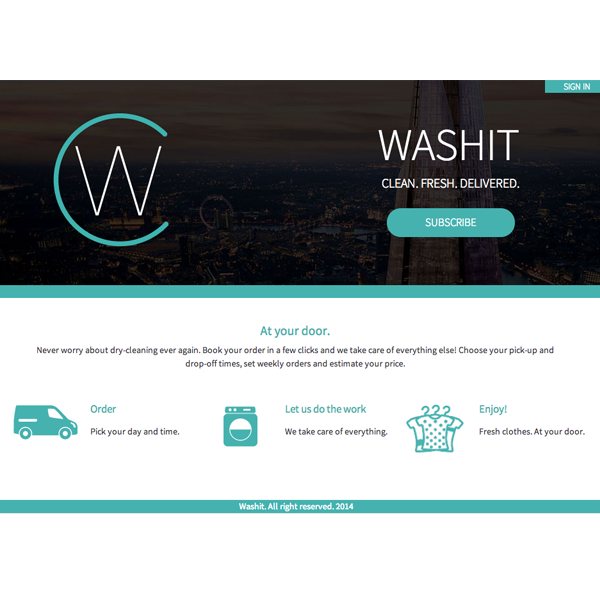 SIGN IN
W
WASHIT
CLEAN. FRESH. DELIVERED.
SUBSCRIBE
At your door.
Never worry about dry-cleaning ever again. Book your order in a few clicks and we take care of everything else! Choose your pick-up and
drop-off times, set weekly orders and estimate your price.
Order
Pick your day and time.
Let us do the work
We take care of everything.
Enjoy!
Fresh clothes. At your door.
Washit. All right reserved. 2014